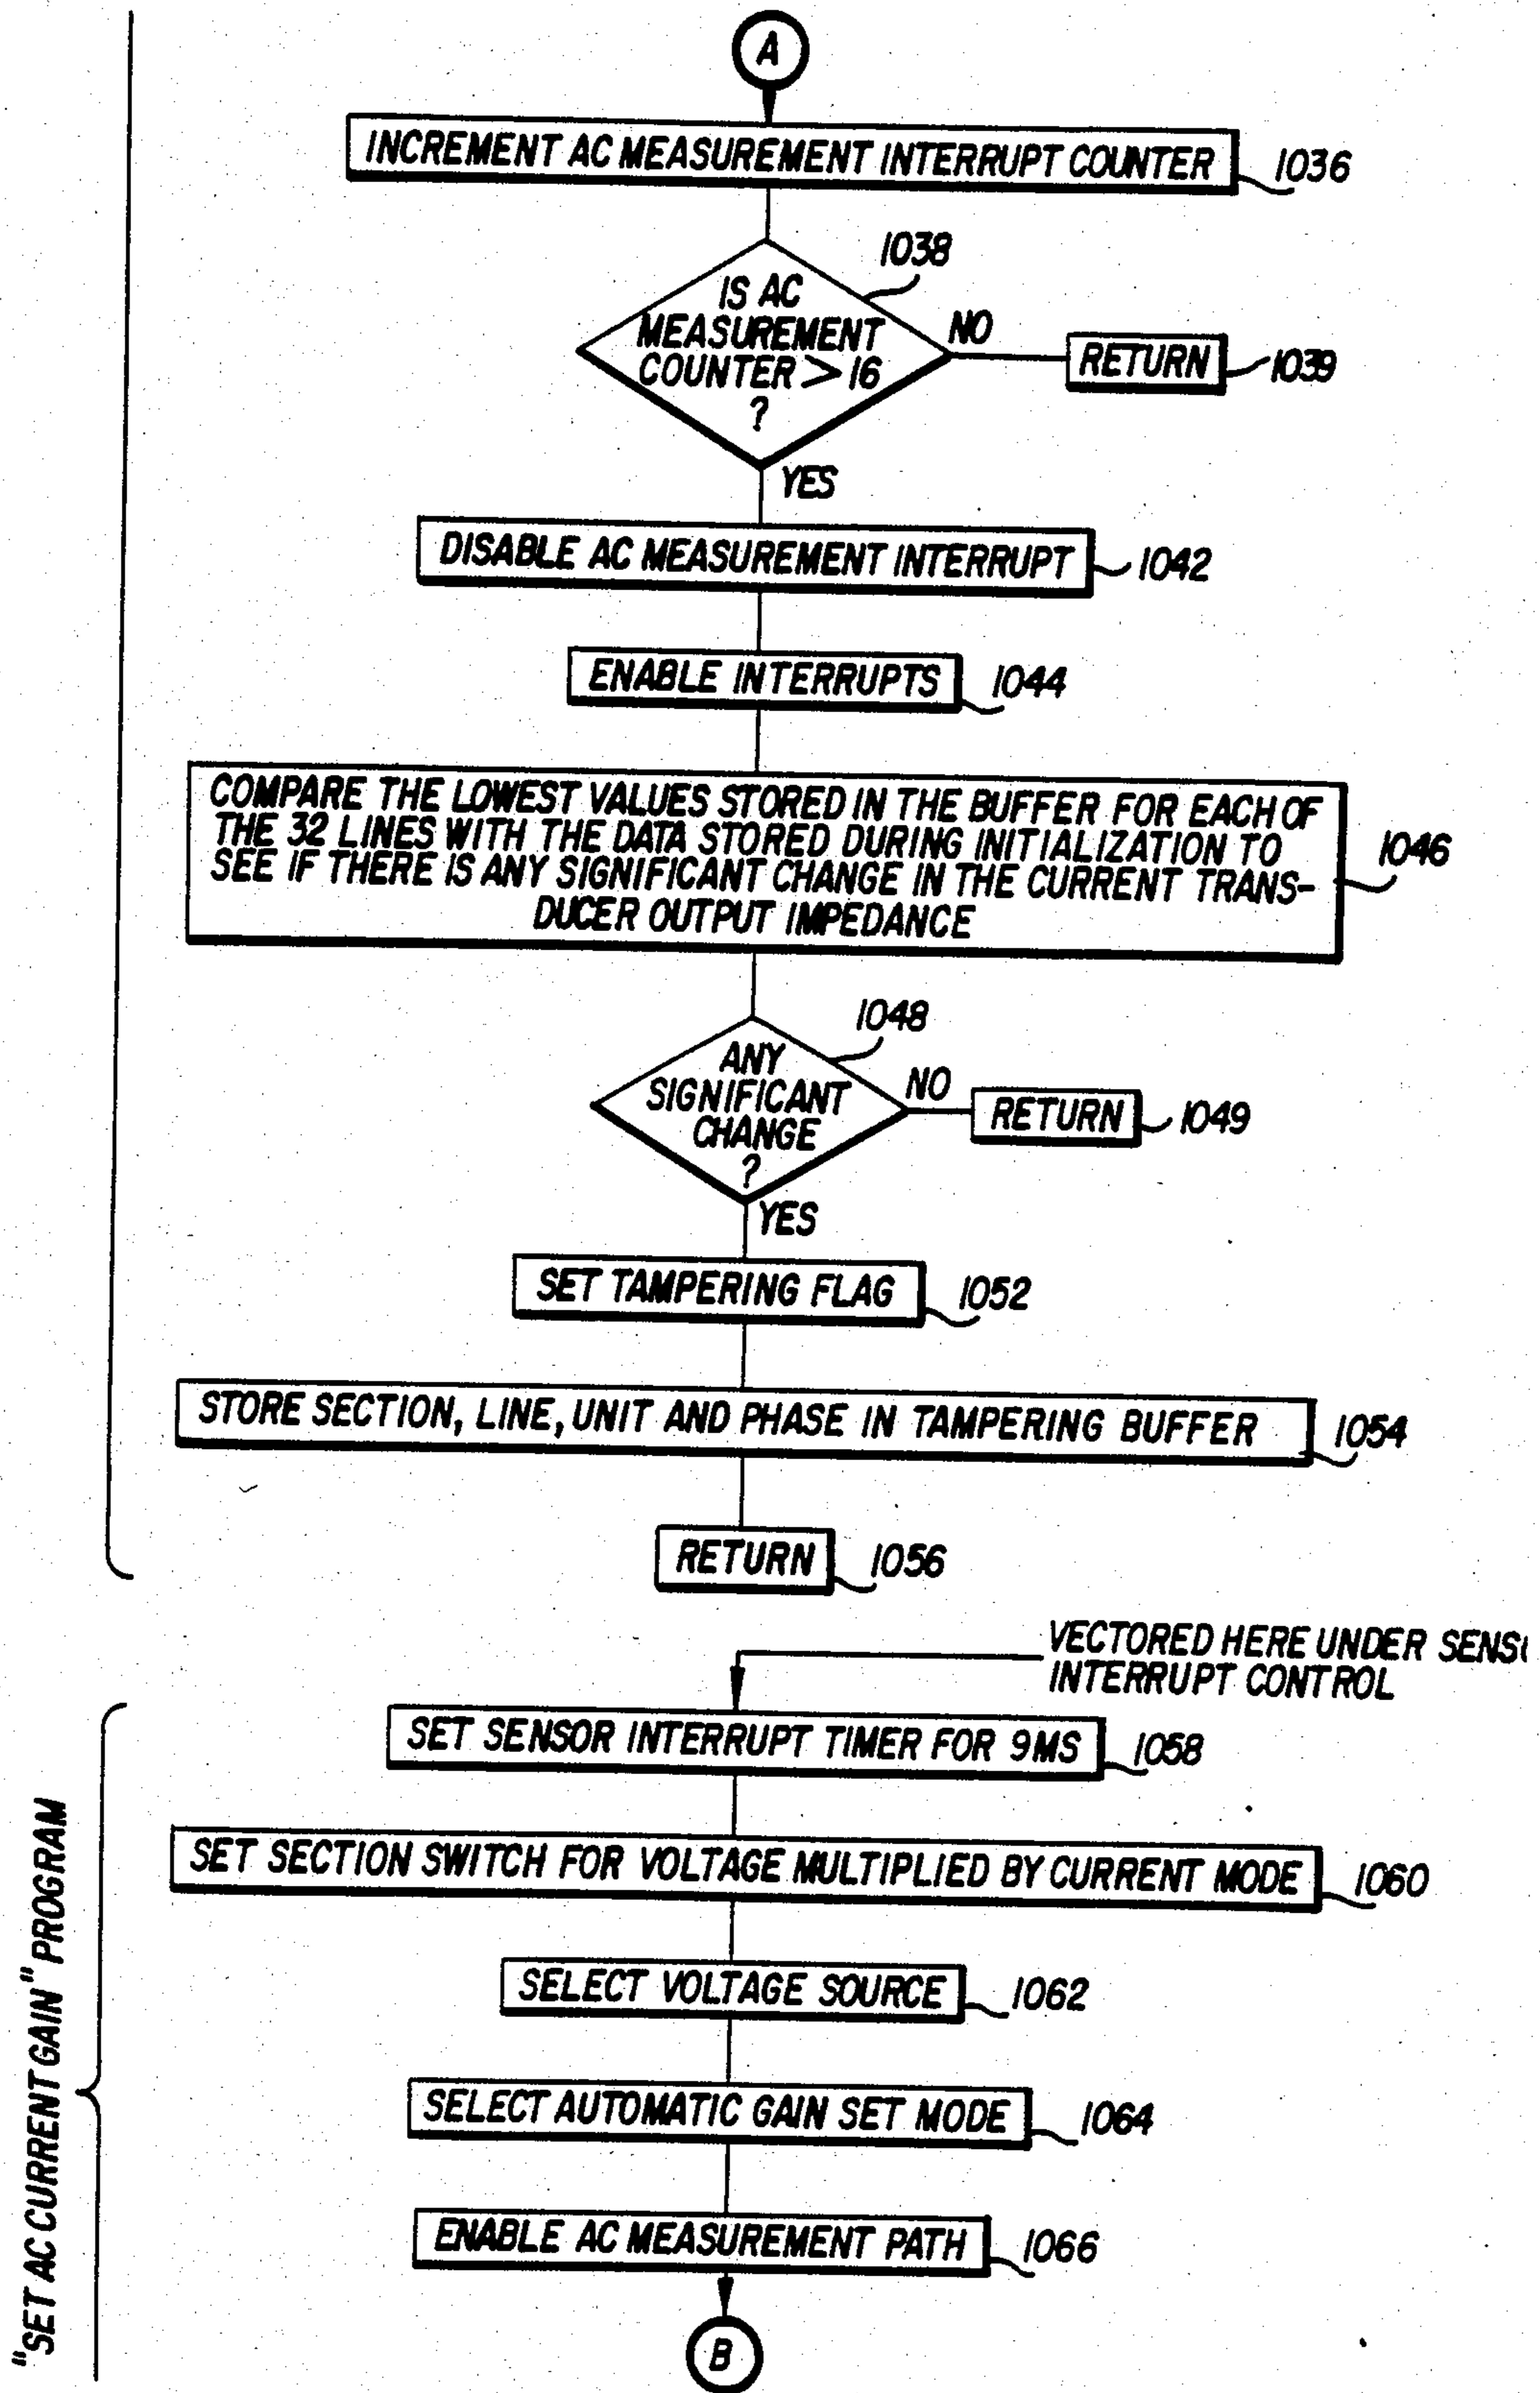 A
INCREMENT AC MEASUREMENT INTERRUPT COUNTER
1036
1038
IS AC
MEASUREMENT
COUNTER > 16
?
NO
RETURN
1039
YES
DISABLE AC MEASUREMENT INTERRUPT
1042
ENABLE INTERRUPTS
1044
COMPARE THE LOWEST VALUES STORED IN THE BUFFER FOR EACH OF
THE 32 LINES WITH THE DATA STORED DURING INITIALIZATION TO
SEE IF THERE IS ANY SIGNIFICANT CHANGE IN THE CURRENT TRANS-
DUCER OUTPUT IMPEDANCE
1046
1048
ANY
SIGNIFICANT
CHANGE
?
NO
RETURN
1049
YES
SET TAMPERING FLAG
1052
STORE SECTION, LINE, UNIT AND PHASE IN TAMPERING BUFFER
1054
RETURN
1056
VECTORED HERE UNDER
INTERRUPT CONTROL
SET SENSOR INTERRUPT TIMER FOR 9MS
1058
SET SECTION SWITCH FOR VOLTAGE MULTIPLIED BY CURRENT MODE
1060
SELECT VOLTAGE SOURCE
1062
SELECT AUTOMATIC GAIN SET MODE
1064
ENABLE AC MEASUREMENT PATH
1066
B
"SET AC CURRENT GAIN" PROGRAM